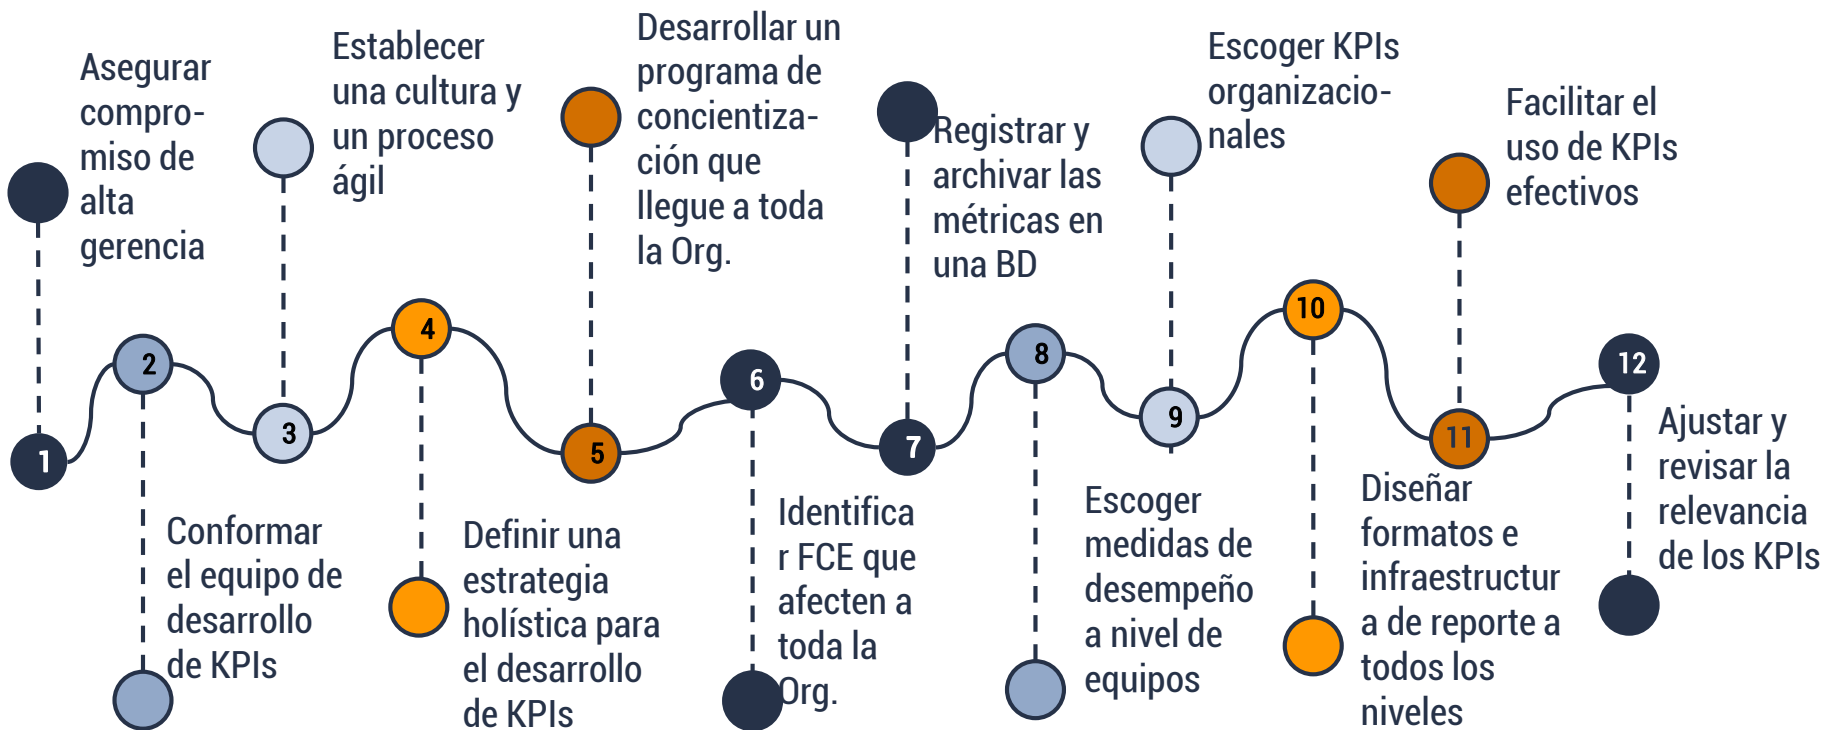 1
Asegurar
compro-
miso de
alta
gerencia
2
Conformar
el equipo de
desarrollo
de KPIs
3
Establecer
una cultura y
un proceso
ágil
4
Definir una
estrategia
holística para
el desarrollo
de KPIs
5
Desarrollar un
programa de
concientiza-
ción que
llegue a toda
la Org.
6
Identifica
r FCE que
afecten a
toda la
Org.
7
Registrar y
archivar las
métricas en
una BD
8
Escoger
medidas de
desempeño
a nivel de
equipos
9
Escoger KPIs
organizacio-
nales
10
Diseñar
formatos e
infraestructur
a de reporte a
todos los
niveles
11
Facilitar el
uso de KPIs
efectivos
12
Ajustar y
revisar la
relevancia
de los KPIs